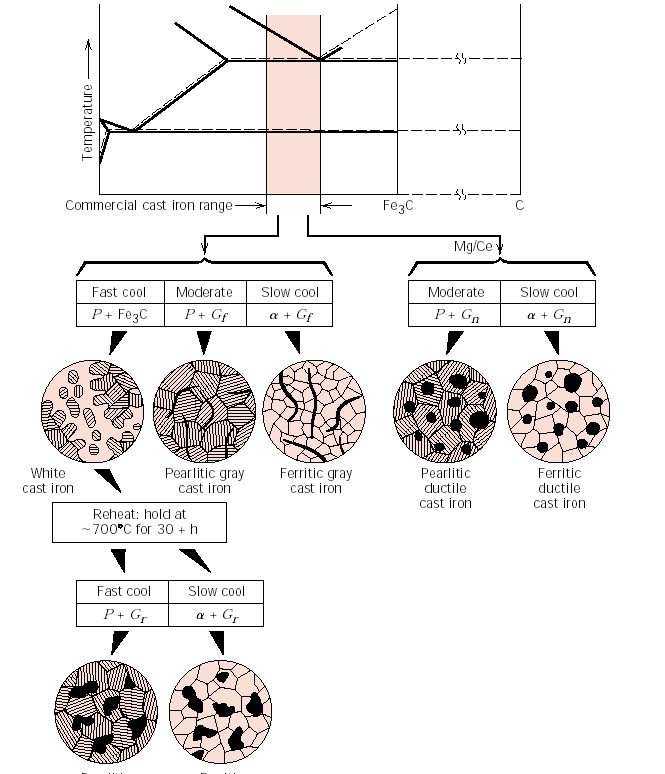 Temperature
Commercial cast iron range
Fe3C
C
Mg/Ce
Fast cool
Moderate
Slow cool
P + Fe3C
P + Gf
α + Gf
Moderate
Slow cool
P + Gn
α + Gn
White
cast iron
Pearlitic gray
cast iron
Ferritic gray
cast iron
Pearlitic
ductile
cast iron
Ferritic
ductile
cast iron
Reheat: hold at
~700°C for 30 + h
Fast cool
Slow cool
P + Gr
α + Gr